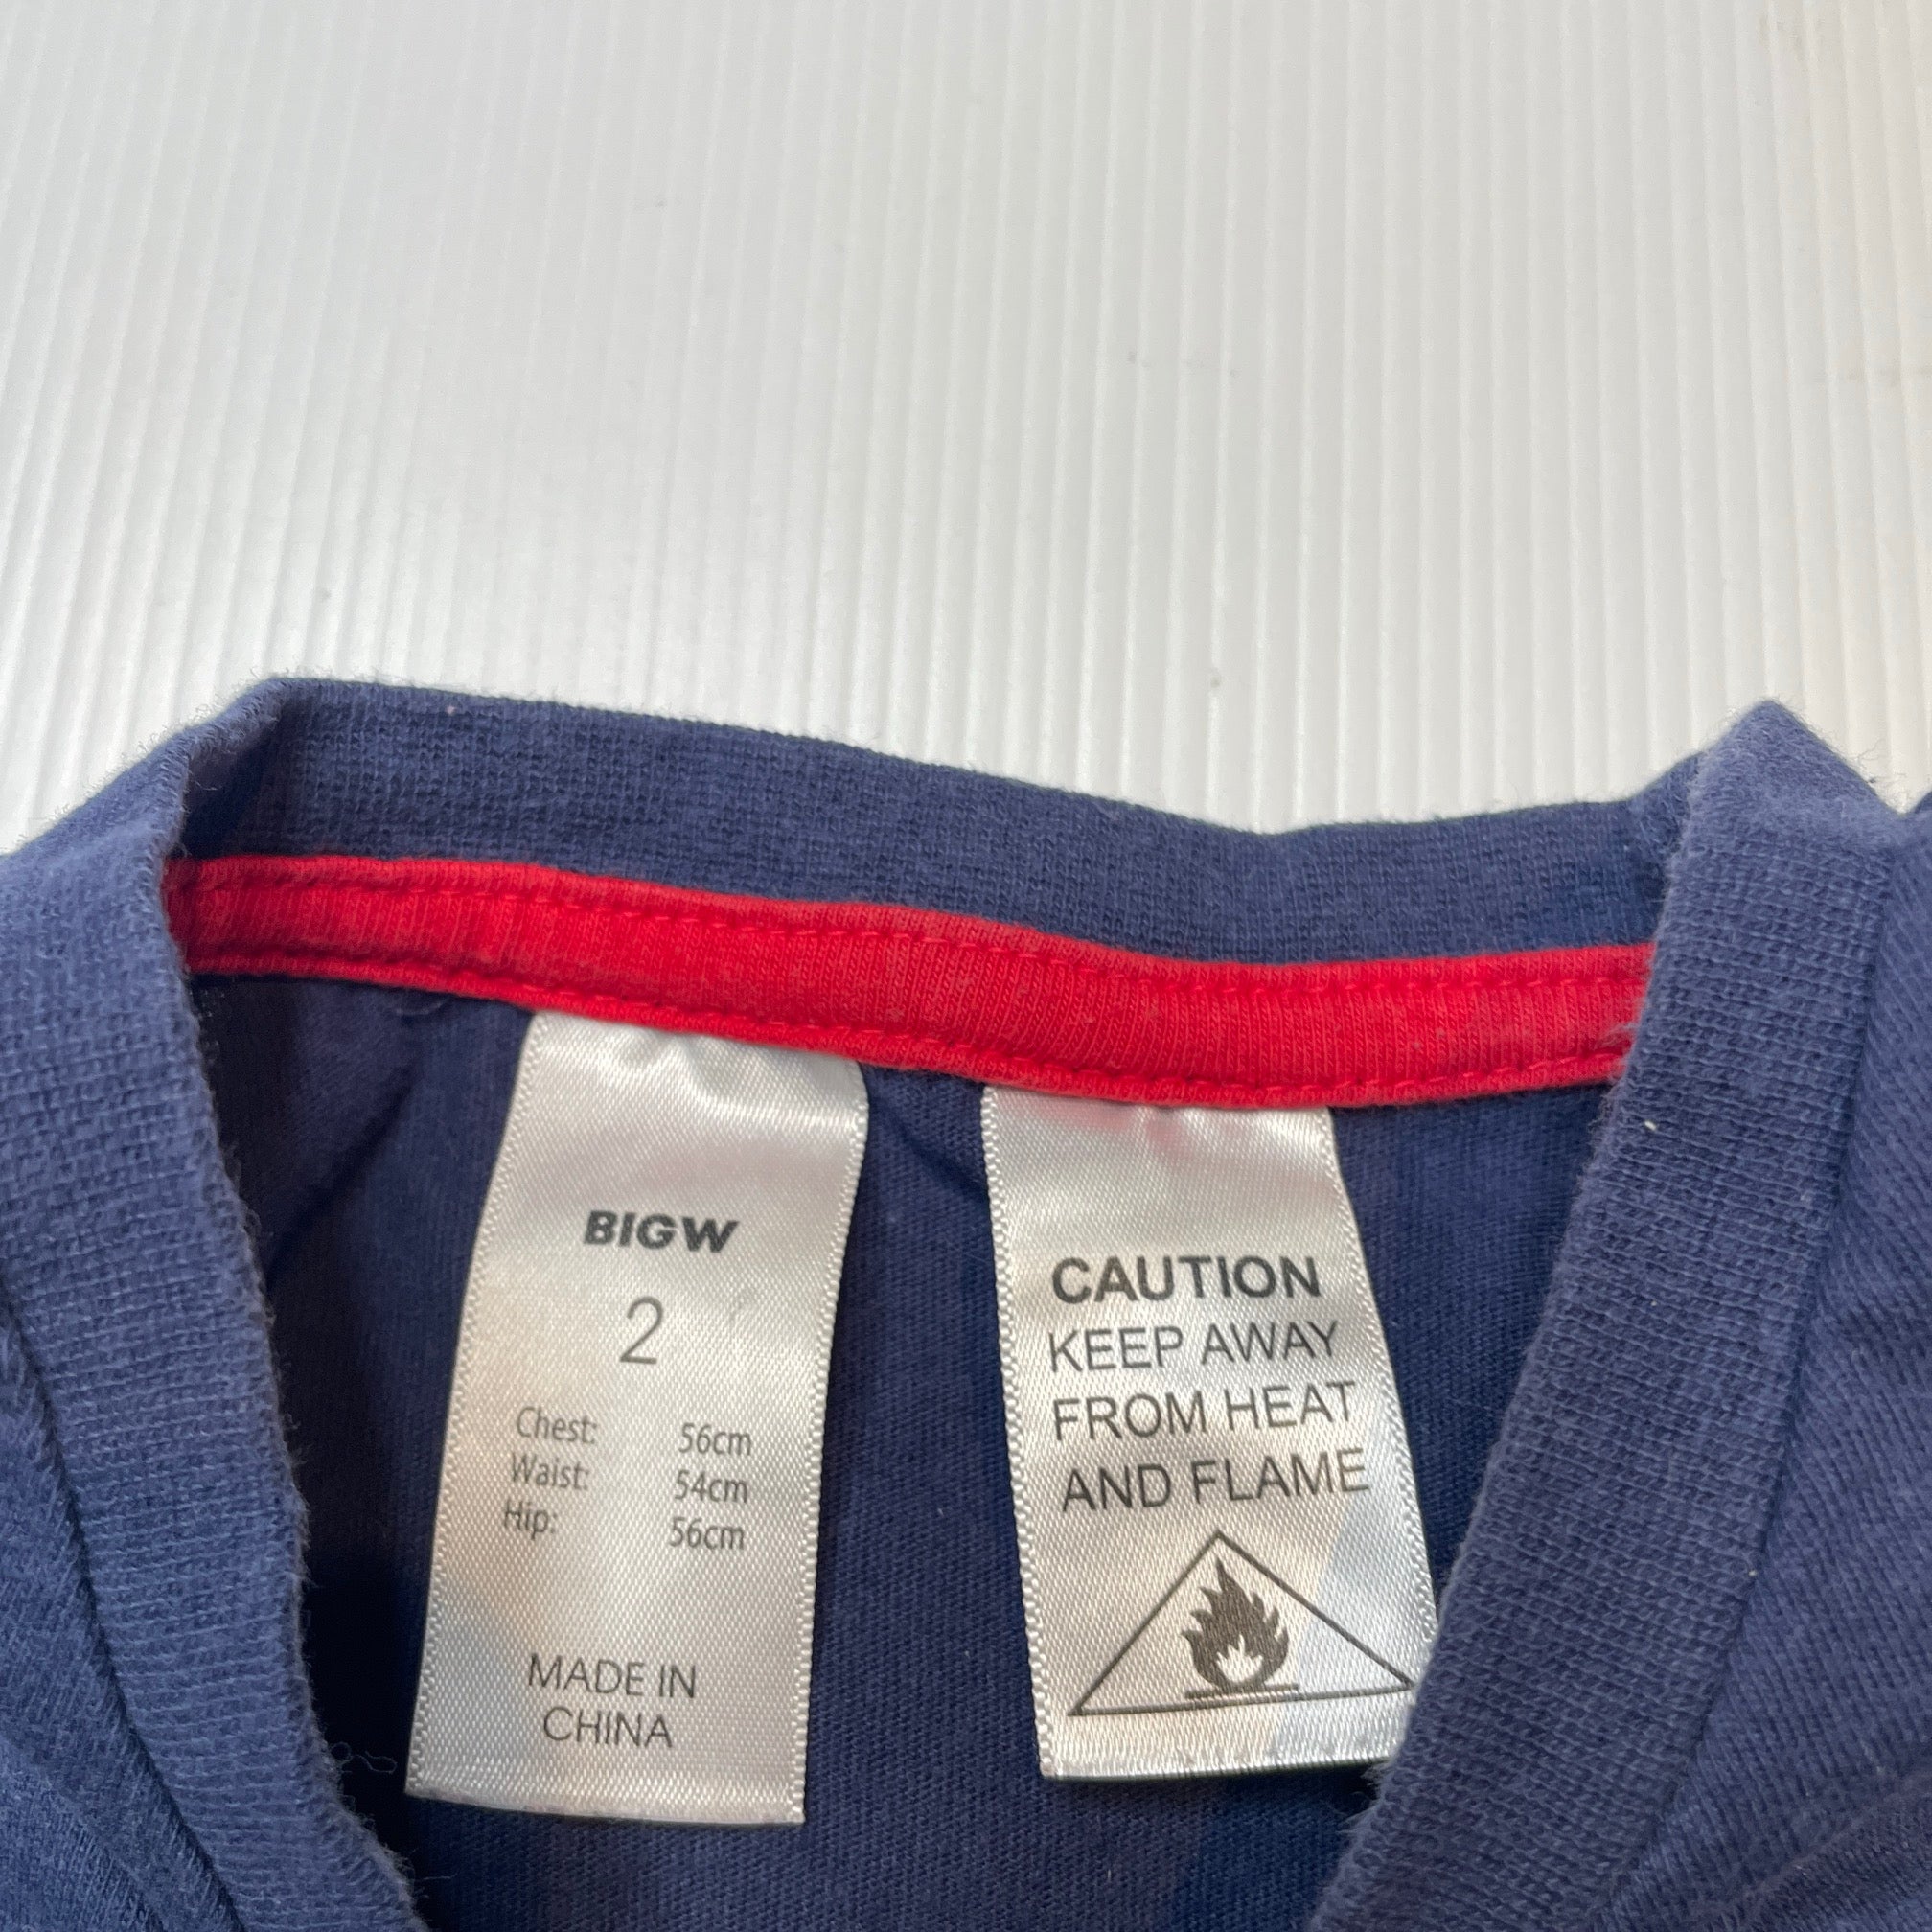 BIGW
2
Chest: 56cm
Waist: 54cm
Hip: 56cm
MADE IN
CHINA
CAUTION
KEEP AWAY
FROM HEAT
AND FLAME